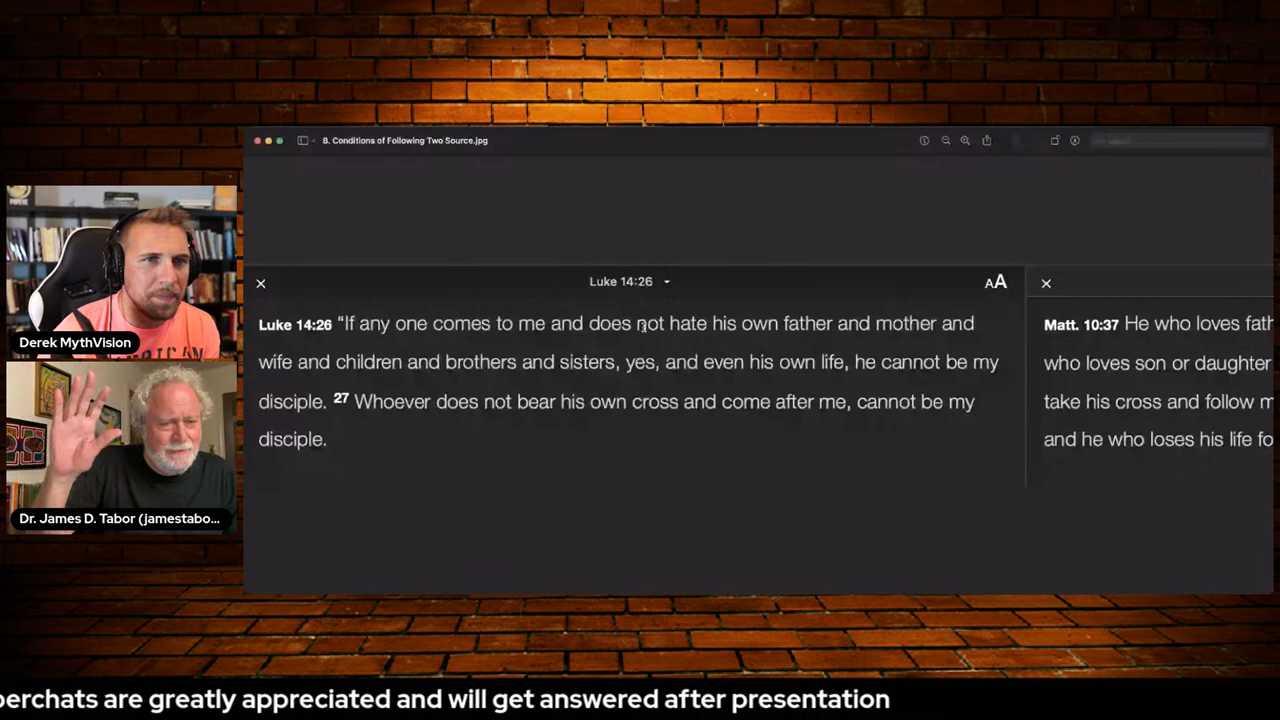 8. Conditions of Following Two Source.jpg
Luke 14:26
AA
Luke 14:26 “If any one comes to me and does not hate his own father and mother and
wife and children and brothers and sisters, yes, and even his own life, he cannot be my
disciple. 27 Whoever does not bear his own cross and come after me, cannot be my
disciple.
Matt. 10:37 He who loves fath
who loves son or daughter
take his cross and follow m
and he who loses his life fo
Derek MythVision
Dr. James D. Tabor (jamestabo...
perchats are greatly appreciated and will get answered after presentation